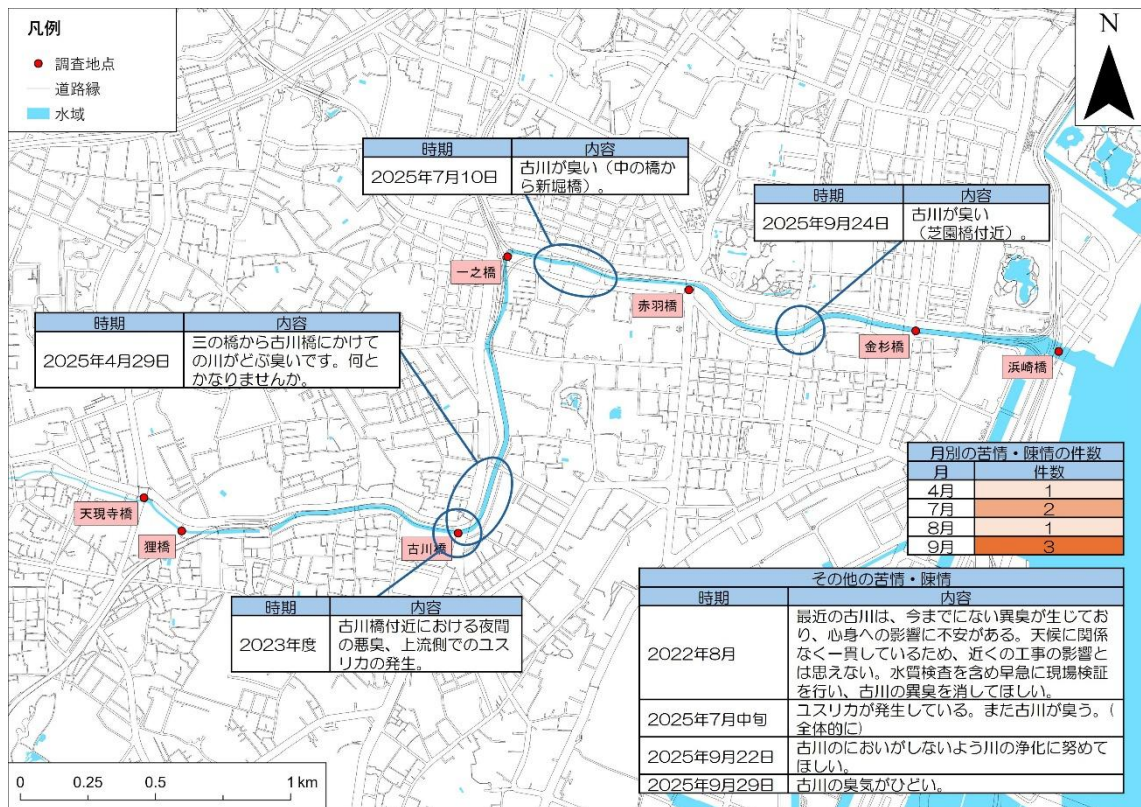 凡例
調査地点
道路縁
水域
N
時期 内容
2025年7月10日 古川が臭い(中の橋か
ら新堀橋)。
時期 内容
2025年9月24日 古川が臭い
(芝園橋付近)。
一之橋
赤羽橋
金杉橋
浜崎橋
時期 内容
2025年4月29日 三の橋から古川橋にかけて
の川がどぶ臭いです。何と
かなりませんか。
天現寺橋
狸橋
古川橋
時期 内容
2023年度 古川橋付近における夜間
の悪臭、上流側でのユス
リカの発生。
月別の苦情・陳情の件数
月 件数
4月 1
7月 2
8月 1
9月 3
その他の苦情・陳情
時期 内容
2022年8月 最近の古川は、今までにない異臭が生じてお
り、心身への影響に不安がある。天候に関係
なく一貫しているため、近くの工事の影響と
は思えない。水質検査を含め早急に現場検証
を行い、古川の異臭を消してほしい。
2025年7月中旬 ユスリカが発生している。また古川が臭う。(
全体的に)
2025年9月22日 古川のにおいがしないよう川の浄化に努めて
ほしい。
2025年9月29日 古川の臭気がひどい。
0 0.25 0.5 1 km